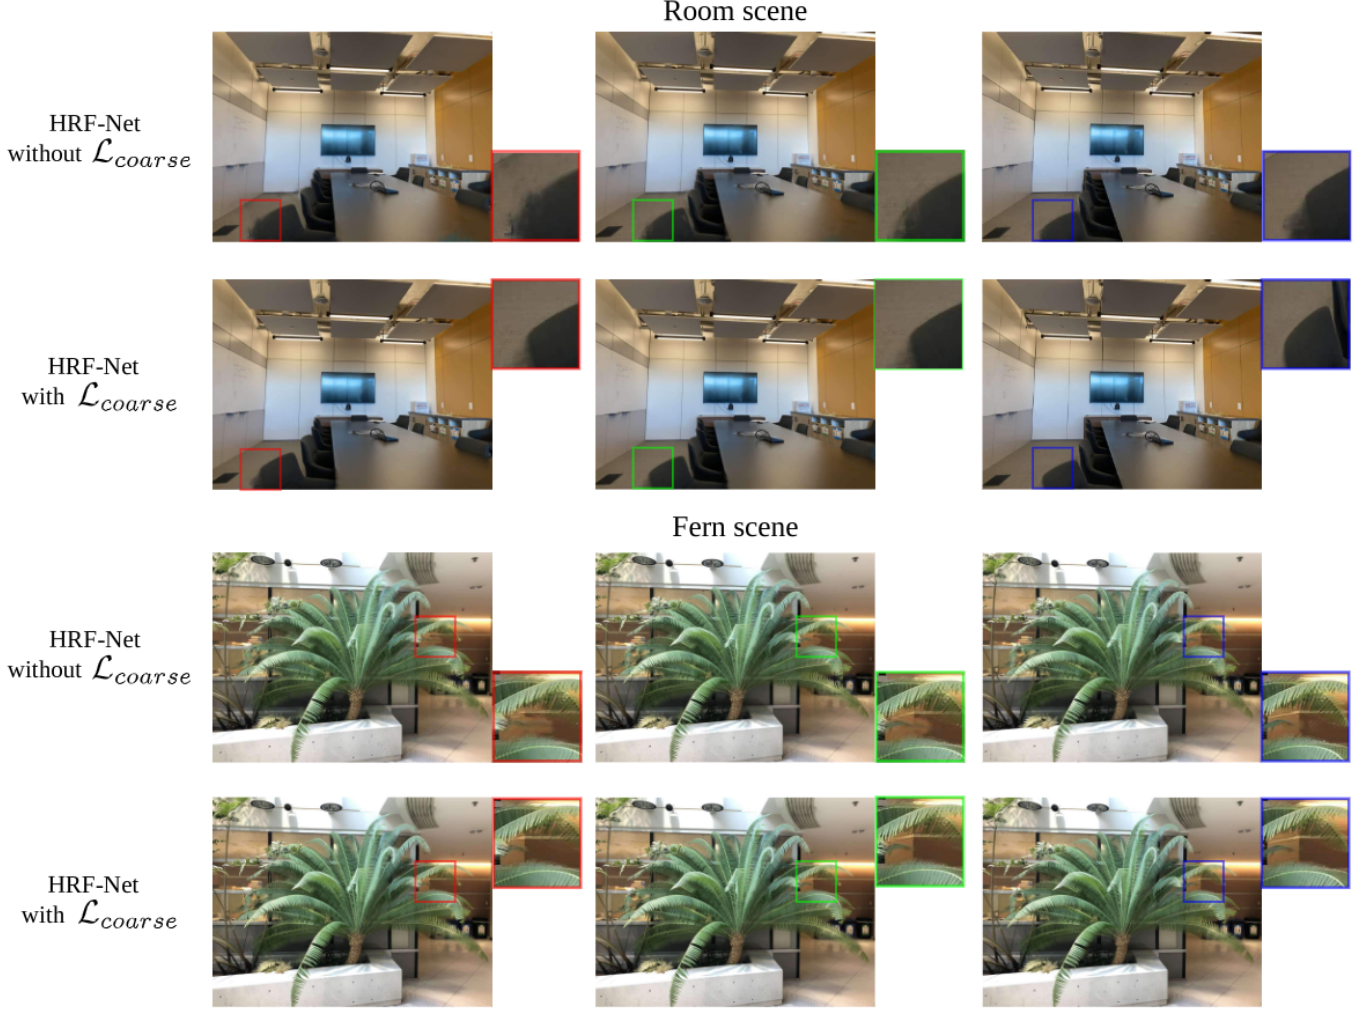 Room scene
HRF-Net
without ℒcoarse
HRF-Net
with ℒcoarse
Fern scene
HRF-Net
without ℒcoarse
HRF-Net
with ℒcoarse